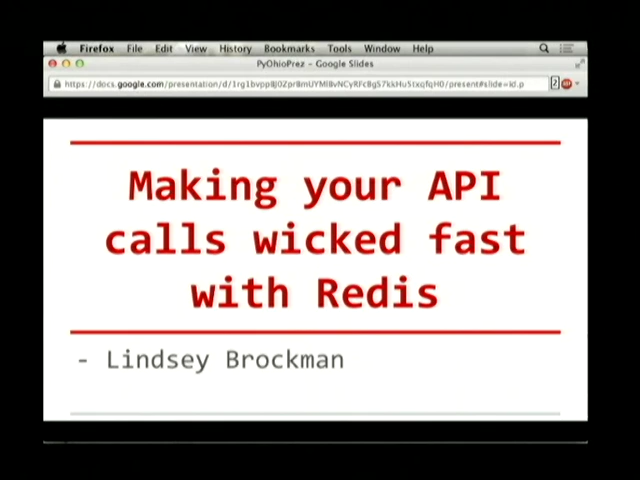 Firefox File Edit View History Bookmarks Tools Window Help
PyOhioPrez - Google Slides
Making your API
calls wicked fast
with Redis
- Lindsey Brockman